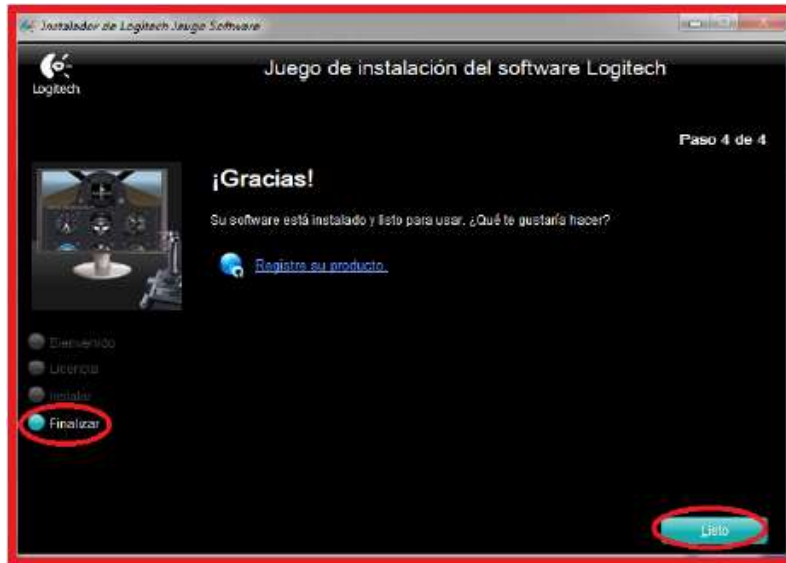 Instalador de Logitech Jeugo Software
Logitech
Juego de instalación del software Logitech
Paso 4 de 4
¡Gracias!
Su software está instalado y listo para usar. ¿Qué te gustaría hacer?
Registre su producto.
Bienvenido
Licencia
Instalar
Finalizar
Listo